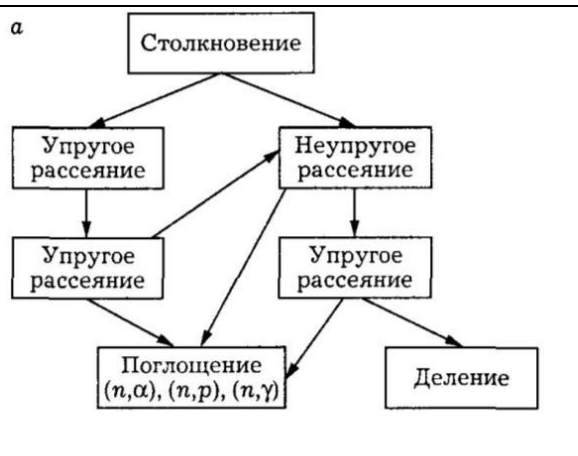 а
Столкновение
Упругое
рассеяние
Неупругое
рассеяние
Упругое
рассеяние
Упругое
рассеяние
Поглощение
(n,α), (n,p), (n,γ)
Деление